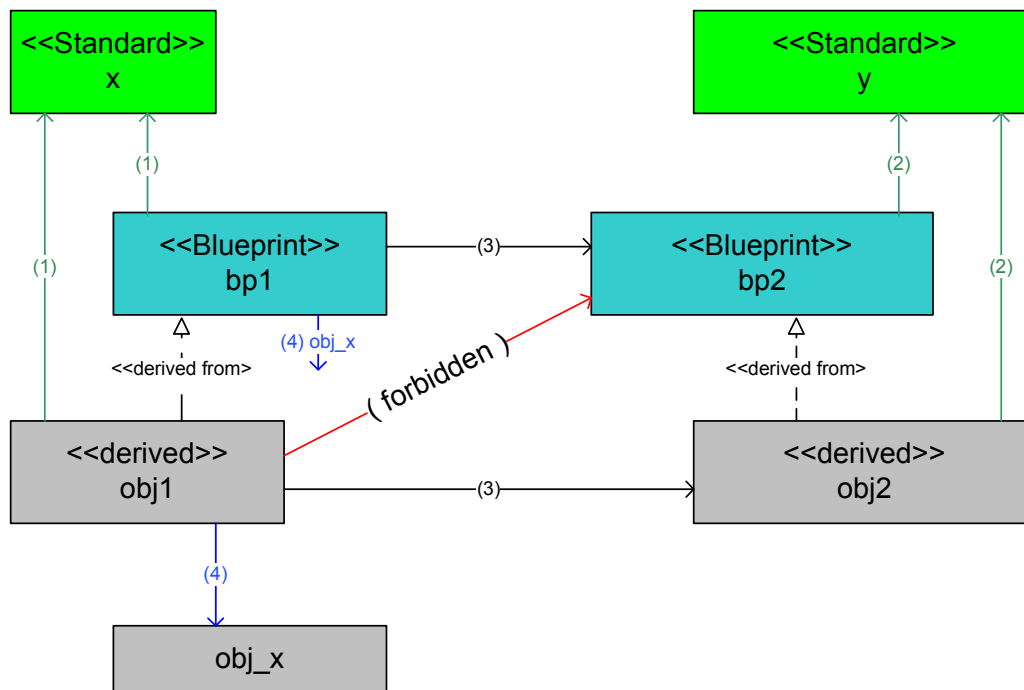 <<Standard>>
x
<<Standard>>
y
(1)
(2)
<<Blueprint>>
bp1
(3)
<<Blueprint>>
bp2
(1)
(2)
(4) obj_x
<<derived from>
( forbidden )
<<derived from>
<<derived>>
obj1
(3)
<<derived>>
obj2
(4)
obj_x